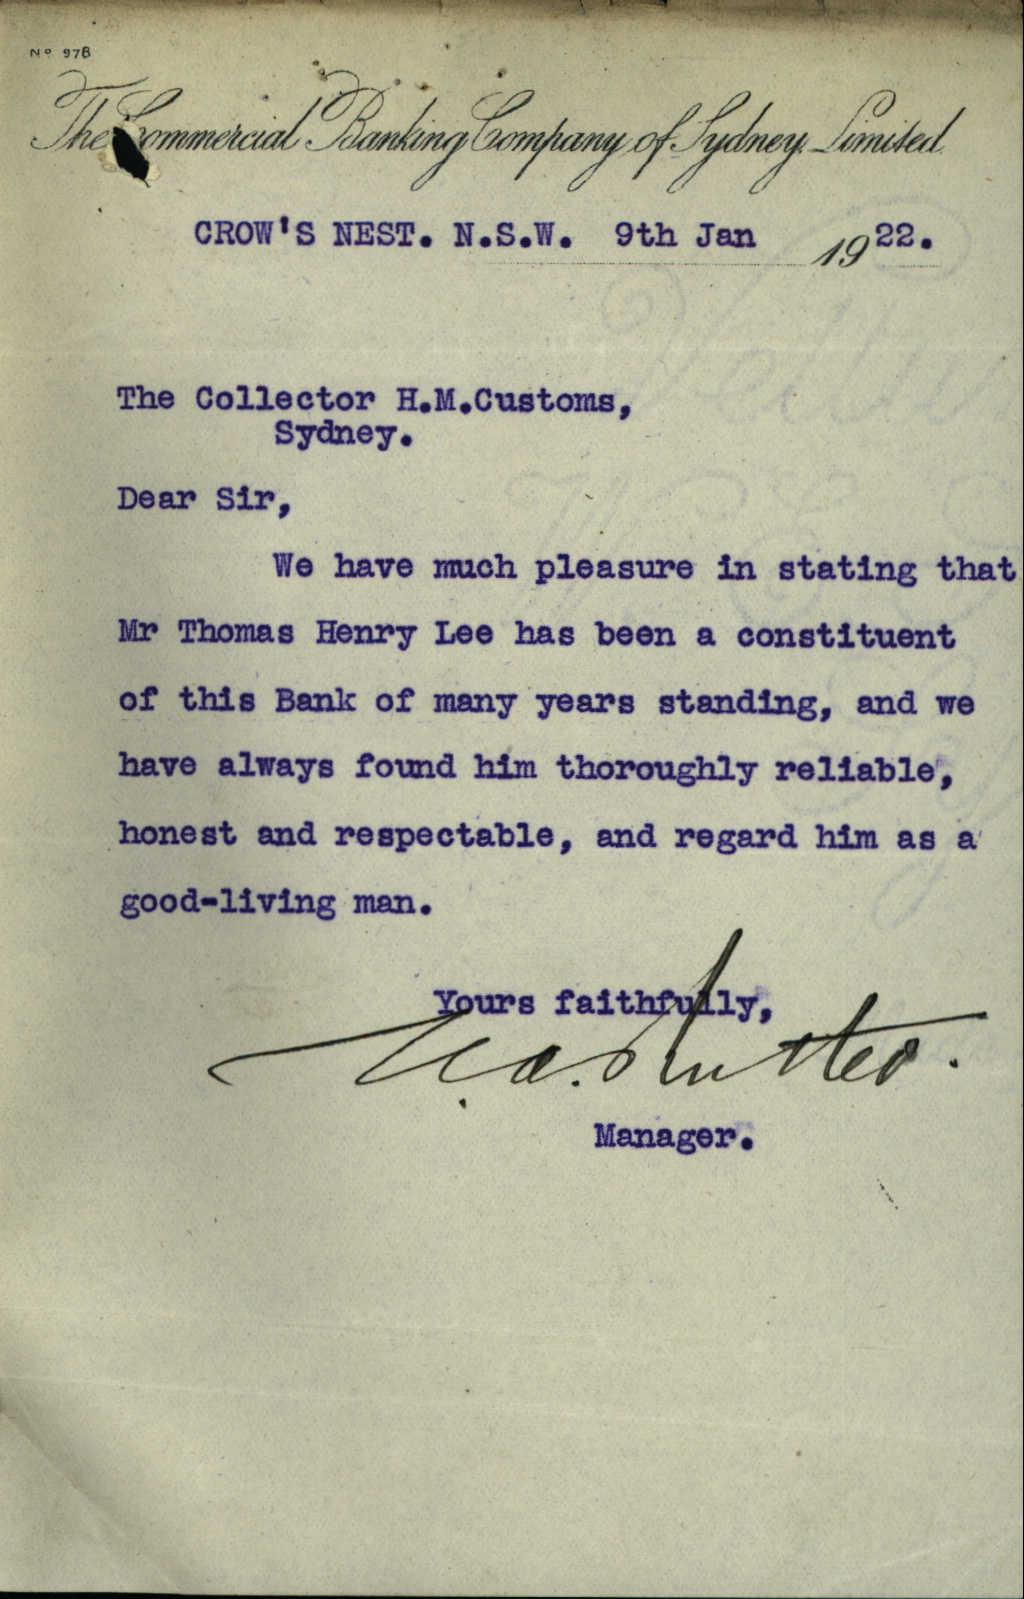 No 978
The Commercial Banking Company of Sydney Limited
CROW'S NEST. N.S.W. 9th Jan 1922.
The Collector H.M.Customs,
Sydney.
Dear Sir,
We have much pleasure in stating that
Mr Thomas Henry Lee has been a constituent
of this Bank of many years standing, and we
have always found him thoroughly reliable,
honest and respectable, and regard him as a
good-living man.
Yours faithfully,
Manager.